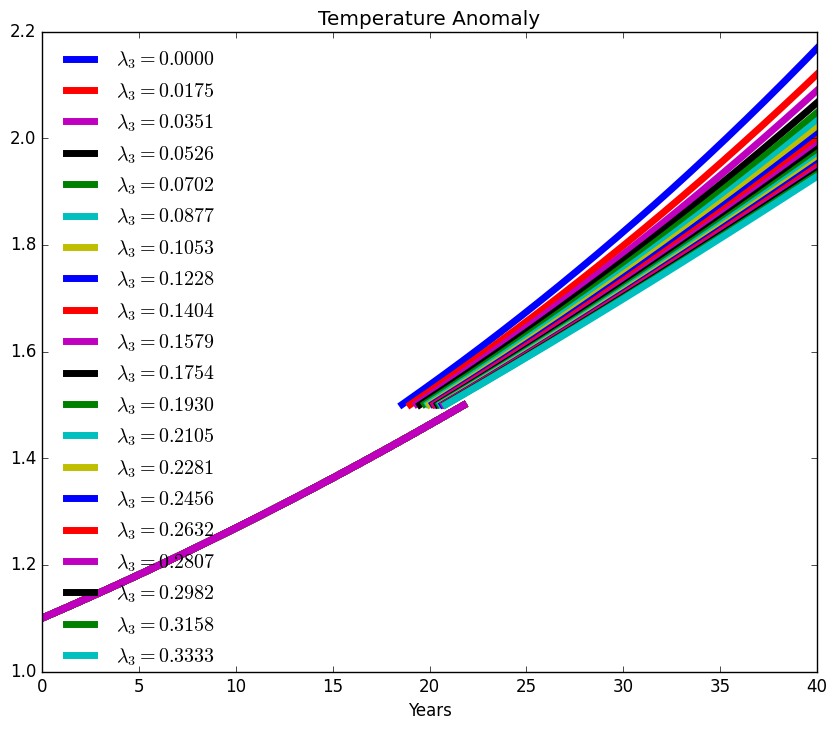 Temperature Anomaly
2.2
2.0
1.8
1.6
1.4
1.2
1.0
λ₃ = 0.0000
λ₃ = 0.0175
λ₃ = 0.0351
λ₃ = 0.0526
λ₃ = 0.0702
λ₃ = 0.0877
λ₃ = 0.1053
λ₃ = 0.1228
λ₃ = 0.1404
λ₃ = 0.1579
λ₃ = 0.1754
λ₃ = 0.1930
λ₃ = 0.2105
λ₃ = 0.2281
λ₃ = 0.2456
λ₃ = 0.2632
λ₃ = 0.2807
λ₃ = 0.2982
λ₃ = 0.3158
λ₃ = 0.3333
0 5 10 15 20 25 30 35 40
Years